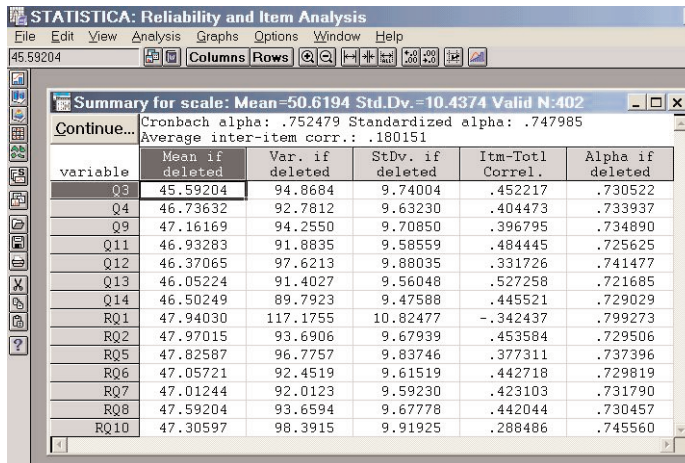 STATISTICA: Reliability and Item Analysis
File Edit View Analysis Graphs Options Window Help
45.59204 Columns Rows
Summary for scale: Mean=50.6194 Std.Dv.=10.4374 Valid N:402
Continue... Cronbach alpha: .752479 Standardized alpha: .747985
Average inter-item corr.: .180151
Mean if Var. if StDv. if Itm-Totl Alpha if
variable deleted deleted deleted Correl. deleted
Q3 45.59204 94.8684 9.74004 .452217 .730522
Q4 46.73632 92.7812 9.63230 .404473 .733937
Q9 47.16169 94.2550 9.70850 .396795 .734890
Q11 46.93283 91.8835 9.58559 .484445 .725625
Q12 46.37065 97.6213 9.88035 .331726 .741477
Q13 46.05224 91.4027 9.56048 .527258 .721685
Q14 46.50249 89.7923 9.47588 .445521 .729029
RQ1 47.94030 117.1755 10.82477 -.342437 .799273
RQ2 47.97015 93.6906 9.67939 .453584 .729506
RQ5 47.82587 96.7757 9.83746 .377311 .737396
RQ6 47.05721 92.4519 9.61519 .442718 .729819
RQ7 47.01244 92.0123 9.59230 .423103 .731790
RQ8 47.59204 93.6594 9.67778 .442044 .730457
RQ10 47.30597 98.3915 9.91925 .288486 .745560